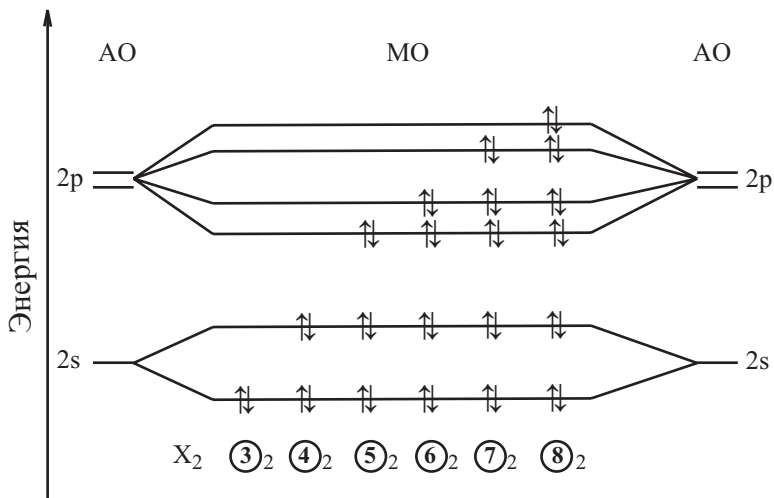 АО МО АО
2p 2p
Энергия
2s 2s
X₂ ③₂ ④₂ ⑤₂ ⑥₂ ⑦₂ ⑧₂